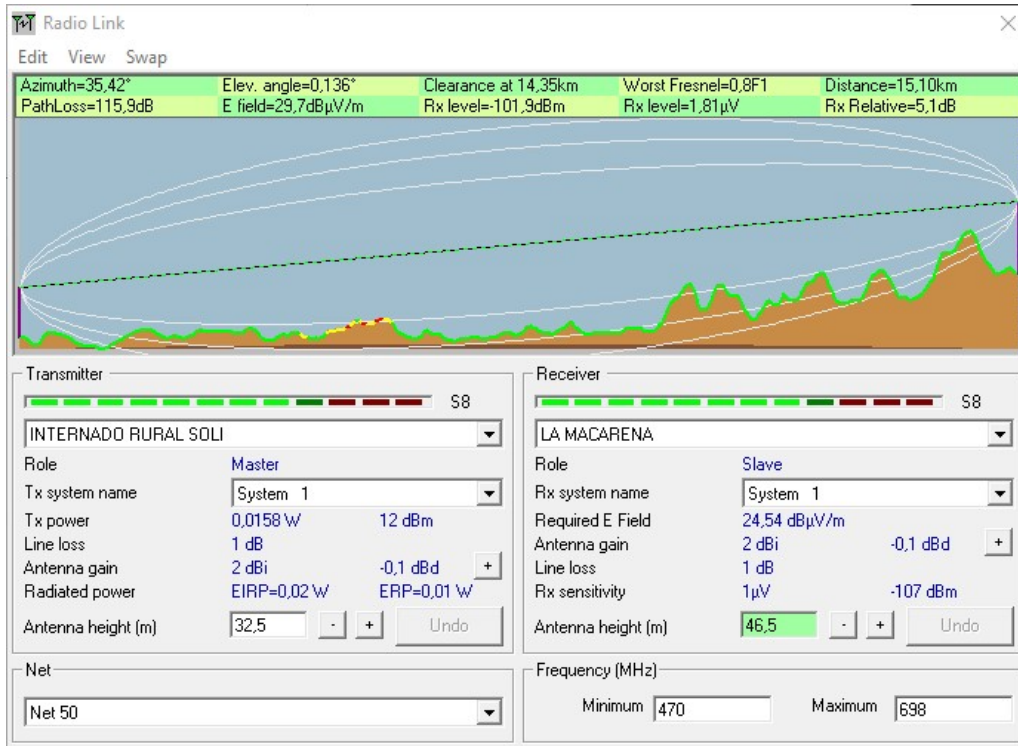 Radio Link
Edit View Swap
Azimuth=35,42° Elev. angle=0,136° Clearance at 14,35km Worst Fresnel=0,8F1 Distance=15,10km
PathLoss=115,9dB E field=29,7dBµV/m Rx level=-101,9dBm Rx level=1,81µV Rx Relative=5,1dB
Transmitter
S8
INTERNADO RURAL SOLI
Role Master
Tx system name System 1
Tx power 0,0158 W 12 dBm
Line loss 1 dB
Antenna gain 2 dBi -0,1 dBd +
Radiated power EIRP=0,02 W ERP=0,01 W
Antenna height (m) 32,5 - + Undo
Net
Net 50
Receiver
S8
LA MACARENA
Role Slave
Rx system name System 1
Required E Field 24,54 dBµV/m
Antenna gain 2 dBi -0,1 dBd +
Line loss 1 dB
Rx sensitivity 1µV -107 dBm
Antenna height (m) 46,5 - + Undo
Frequency (MHz)
Minimum 470 Maximum 698